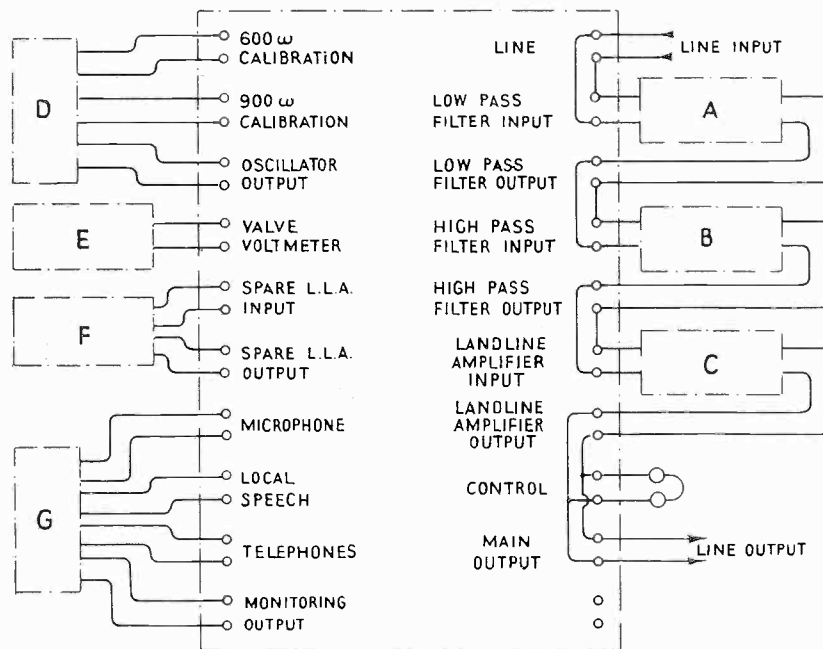 600 ω
CALIBRATION
900 ω
CALIBRATION
OSCILLATOR
OUTPUT
VALVE
VOLTMETER
SPARE L.L.A.
INPUT
SPARE L.L.A.
OUTPUT
MICROPHONE
LOCAL
SPEECH
TELEPHONES
MONITORING
OUTPUT
D
E
F
G
LINE
LOW PASS
FILTER INPUT
LOW PASS
FILTER OUTPUT
HIGH PASS
FILTER INPUT
HIGH PASS
FILTER OUTPUT
LANDLINE
AMPLIFIER
INPUT
LANDLINE
AMPLIFIER
OUTPUT
CONTROL
MAIN
OUTPUT
LINE INPUT
A
B
C
LINE OUTPUT